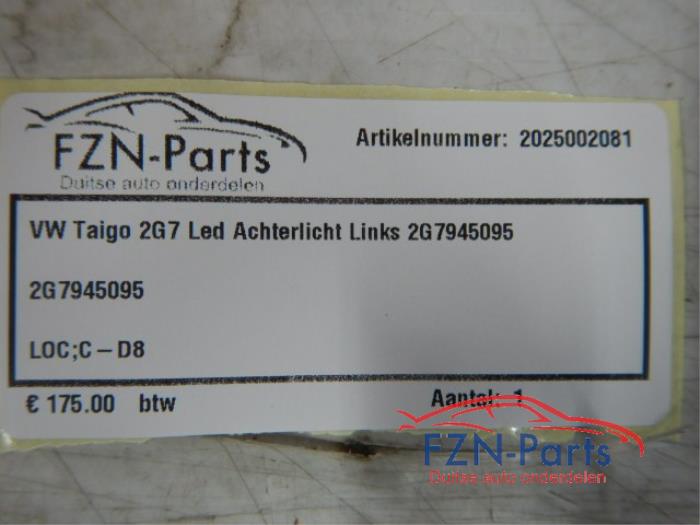 FZN-Parts
Duitse auto onderdelen
Artikelnummer: 2025002081
VW Taigo 2G7 Led Achterlicht Links 2G7945095
2G7945095
LOC;C-D8
€ 175.00 btw
Aantal: 1
FZN-Parts
Duitse auto onderdelen